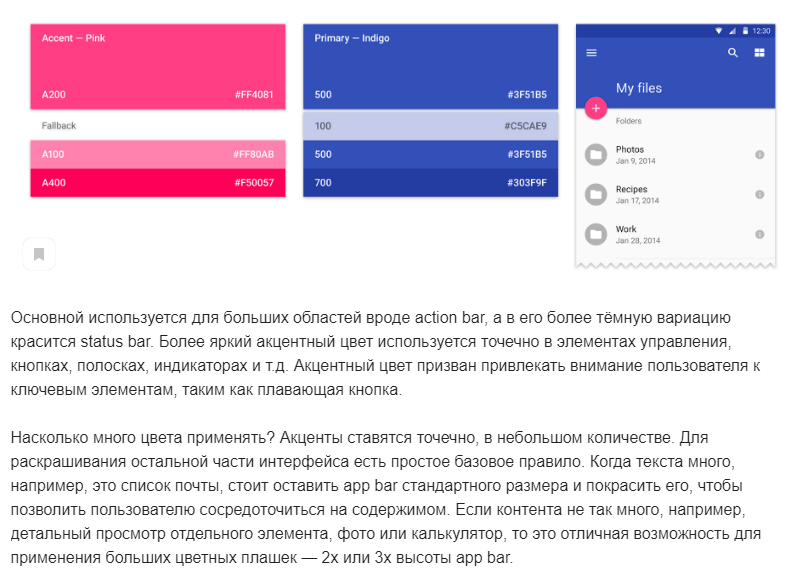 Accent — Pink
A200 #FF4081
Fallback
A100 #FF80AB
A400 #F50057
Primary — Indigo
500 #3F51B5
100 #C5CAE9
500 #3F51B5
700 #303F9F
12:30
My files
Folders
Photos
Jan 9, 2014
Recipes
Jan 17, 2014
Work
Jan 28, 2014
Основной используется для больших областей вроде action bar, а в его более тёмную вариацию
красится status bar. Более яркий акцентный цвет используется точечно в элементах управления,
кнопках, полосках, индикаторах и т.д. Акцентный цвет призван привлекать внимание пользователя к
ключевым элементам, таким как плавающая кнопка.
Насколько много цвета применять? Акценты ставятся точечно, в небольшом количестве. Для
раскрашивания остальной части интерфейса есть простое базовое правило. Когда текста много,
например, это список почты, стоит оставить app bar стандартного размера и покрасить его, чтобы
позволить пользователю сосредоточиться на содержимом. Если контента не так много, например,
детальный просмотр отдельного элемента, фото или калькулятор, то это отличная возможность для
применения больших цветных плашек — 2x или 3x высоты app bar.